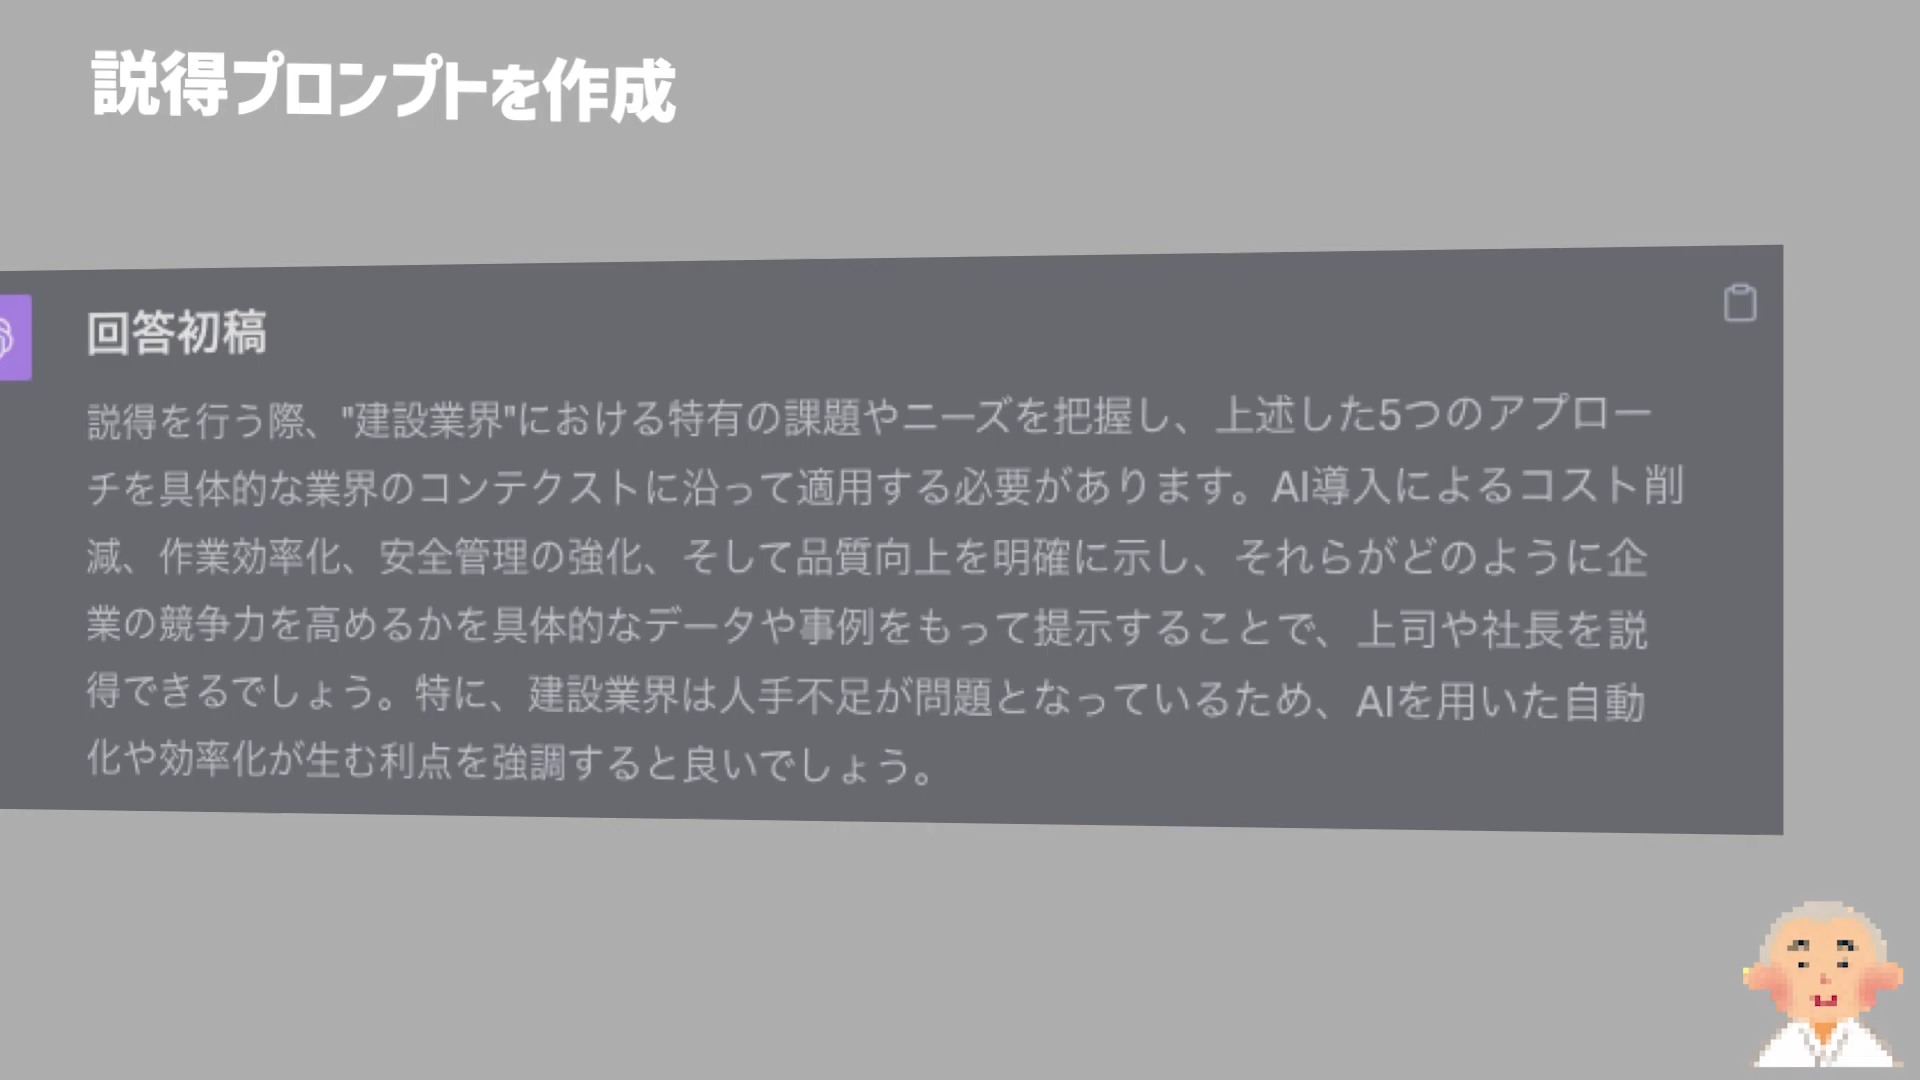 説得プロンプトを作成
回答初稿
説得を行う際、"建設業界"における特有の課題やニーズを把握し、上述した5つのアプロー
チを具体的な業界のコンテクストに沿って適用する必要があります。AI導入によるコスト削
減、作業効率化、安全管理の強化、そして品質向上を明確に示し、それらがどのように企
業の競争力を高めるかを具体的なデータや事例をもって提示することで、上司や社長を説
得できるでしょう。特に、建設業界は人手不足が問題となっているため、AIを用いた自動
化や効率化が生む利点を強調すると良いでしょう。